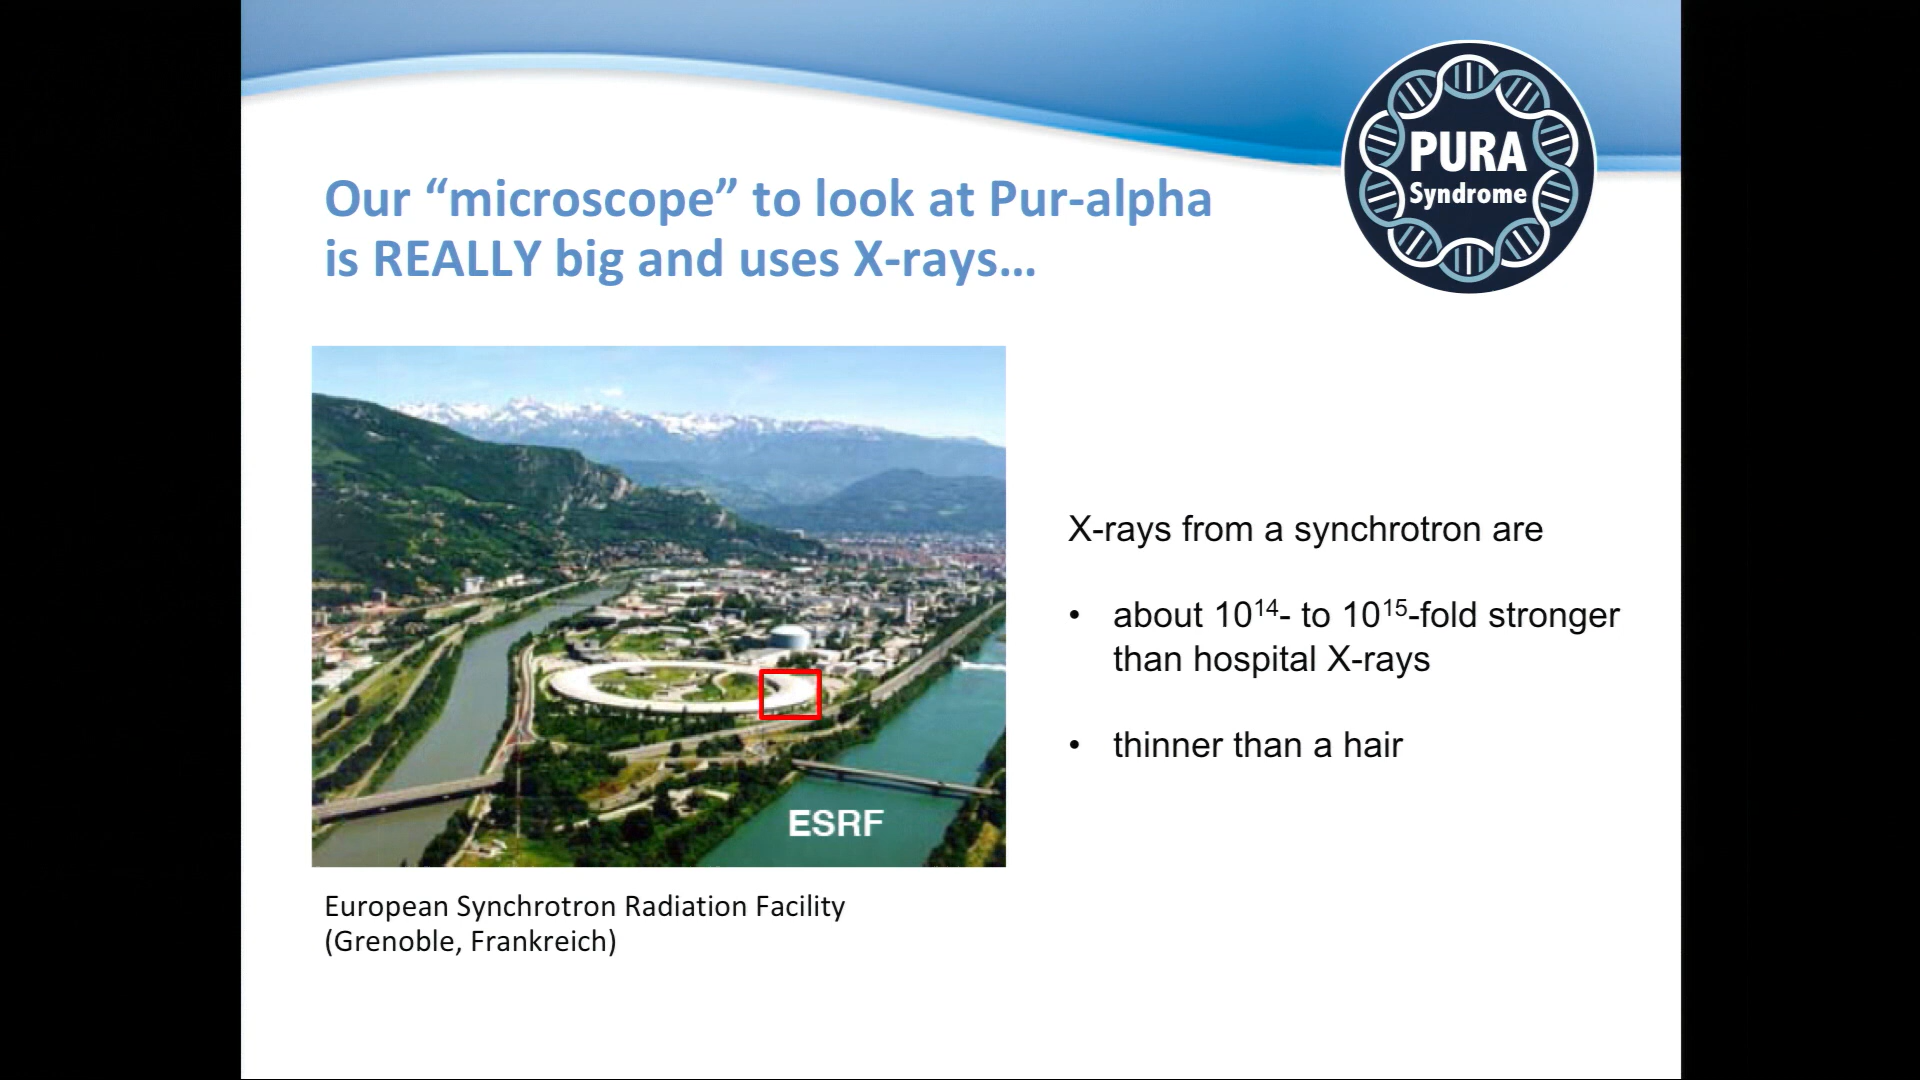 Our “microscope” to look at Pur-alpha
is REALLY big and uses X-rays…
PURA
Syndrome
ESRF
European Synchrotron Radiation Facility
(Grenoble, Frankreich)
X-rays from a synchrotron are
• about 10¹⁴- to 10¹⁵-fold stronger
than hospital X-rays
• thinner than a hair